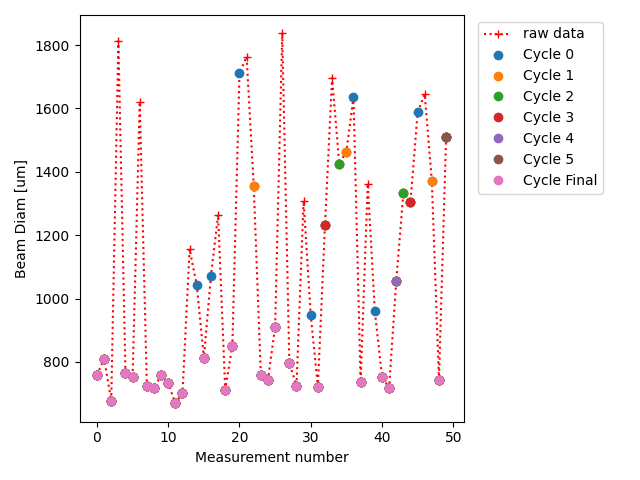 1800
1600
1400
1200
1000
800
Beam Diam [um]
0
10
20
30
40
50
Measurement number
raw data
Cycle 0
Cycle 1
Cycle 2
Cycle 3
Cycle 4
Cycle 5
Cycle Final